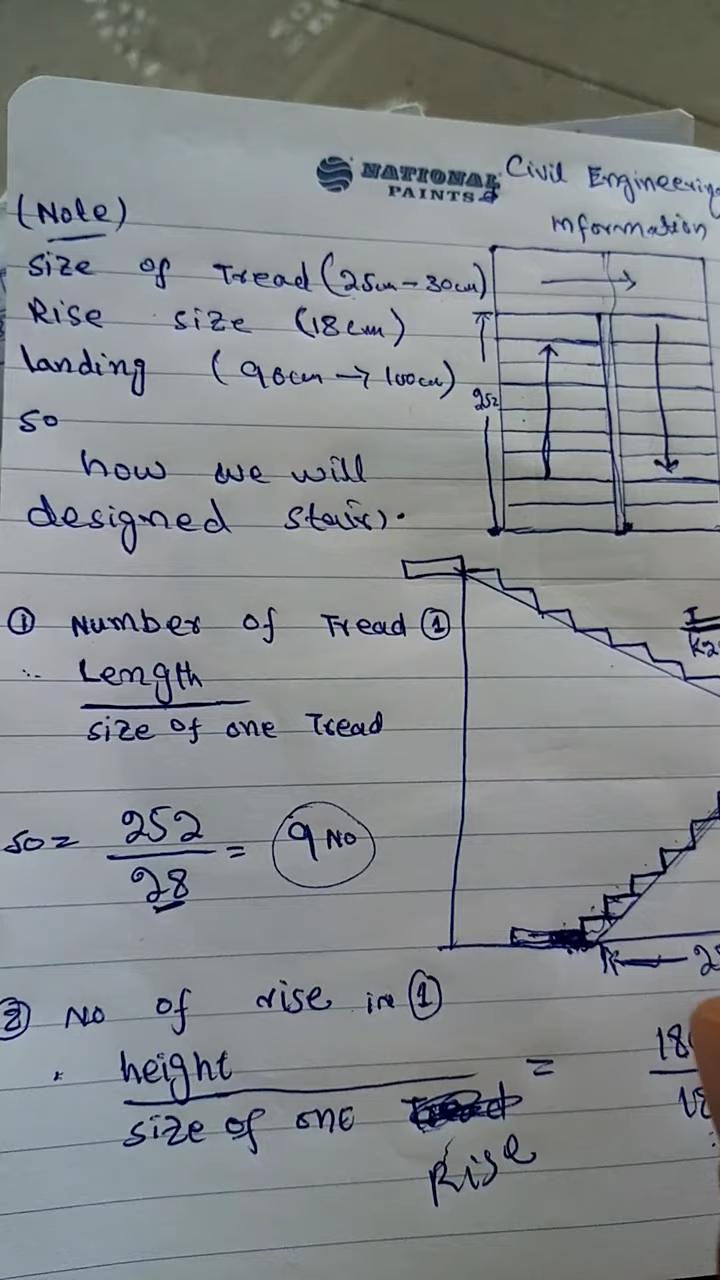 NATIONAL
PAINTS
Civil Engineering
nformation
(Note)
Size of Tread (25cm - 30cm)
Rise size (18cm)
landing (90cm → 100cm)
so
how we will
designed stairs.
252
① Number of Tread ①
∴ Length
size of one Tread
so = 252
28
= 9 No
② No of rise in ①
height =
size of one
Rise